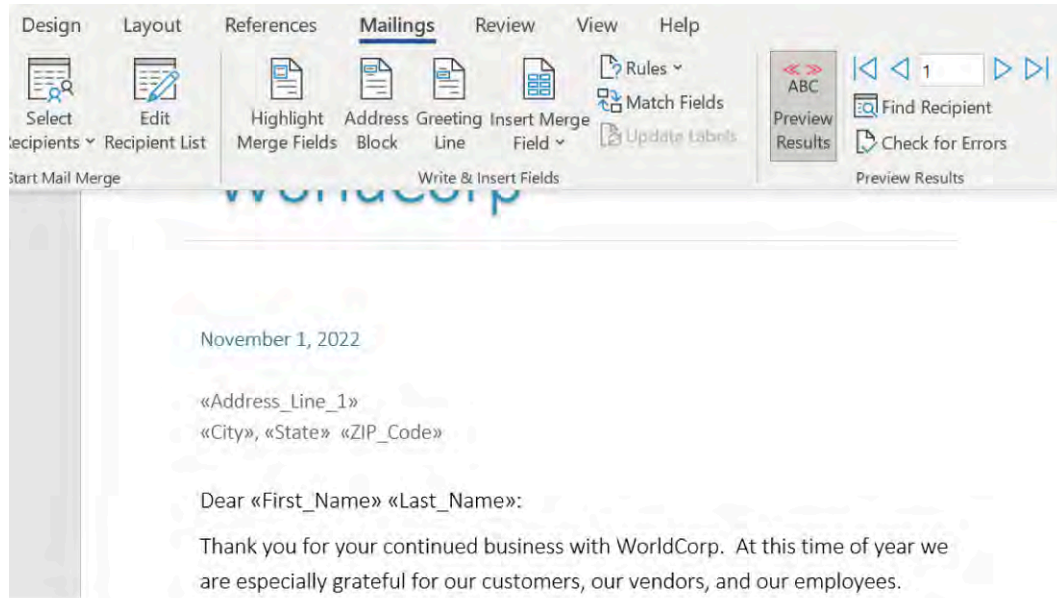 Design Layout References Mailings Review View Help
Select
Recipients
Edit
Recipient List
Start Mail Merge
Highlight
Merge Fields
Address
Block
Greeting
Line
Insert Merge
Field
Rules
Match Fields
Update Labels
Write & Insert Fields
ABC
Preview
Results
1
Find Recipient
Check for Errors
Preview Results
WorldCorp
November 1, 2022
«Address_Line_1»
«City», «State» «ZIP_Code»
Dear «First_Name» «Last_Name»:
Thank you for your continued business with WorldCorp. At this time of year we
are especially grateful for our customers, our vendors, and our employees.